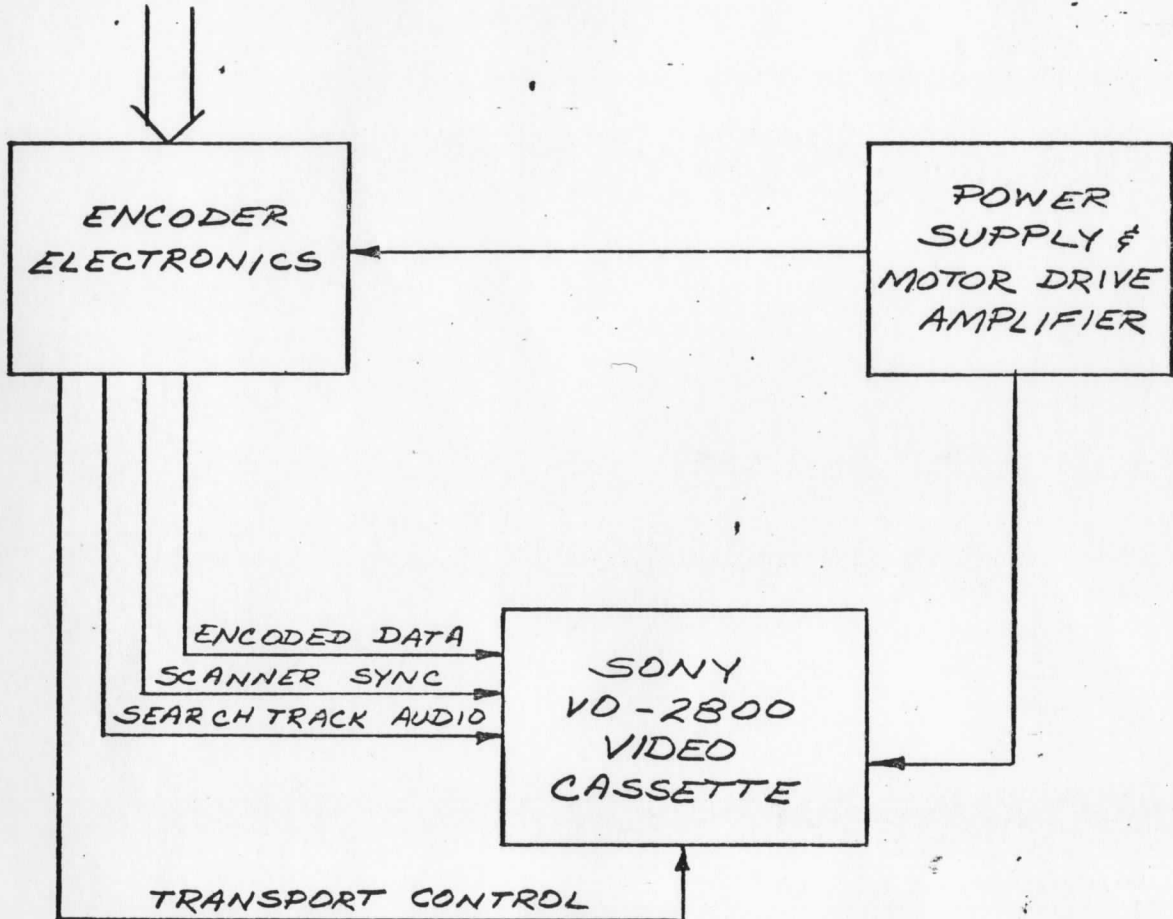 ENCODER
ELECTRONICS
POWER
SUPPLY &
MOTOR DRIVE
AMPLIFIER
ENCODED DATA
SCANNER SYNC
SEARCH TRACK AUDIO
SONY
VO-2800
VIDEO
CASSETTE
TRANSPORT CONTROL